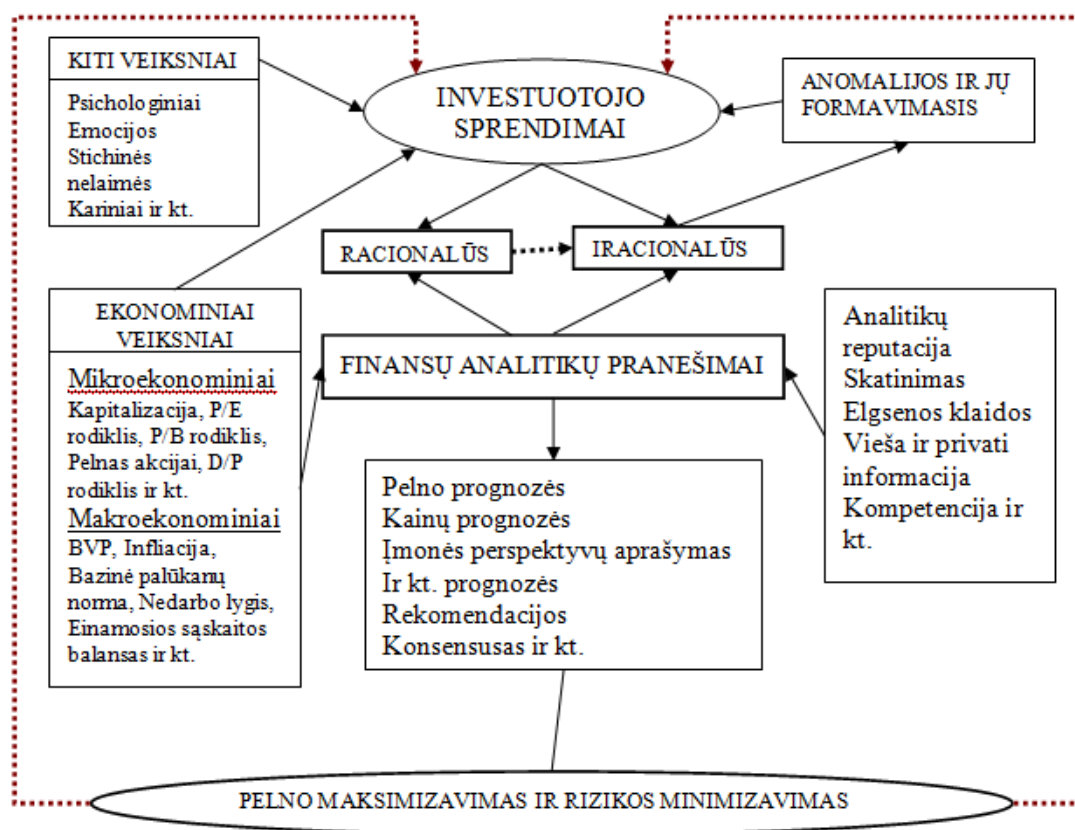 KITI VEIKSNIAI
Psichologiniai
Emocijos
Stichinės
nelaimės
Kariniai ir kt.
INVESTUOTOJO
SPRENDIMAI
ANOMALIJOS IR JŲ
FORMAVIMASIS
RACIONALŪS
IRACIONALŪS
EKONOMINIAI
VEIKSNIAI
Mikroekonominiai
Kapitalizacija, P/E
rodiklis, P/B rodiklis,
Pelnas akcijai, D/P
rodiklis ir kt.
Makroekonominiai
BVP, Infliacija,
Bazinė palūkanų
norma, Nedarbo lygis,
Einamosios sąskaitos
balansas ir kt.
FINANSŲ ANALITIKŲ PRANEŠIMAI
Analitikų
reputacija
Skatinimas
Elgsenos klaidos
Vieša ir privati
informacija
Kompetencija ir
kt.
Pelno prognozės
Kainų prognozės
Įmonės perspektyvų aprašymas
Ir kt. prognozės
Rekomendacijos
Konsensusas ir kt.
PELNO MAKSIMIZAVIMAS IR RIZIKOS MINIMIZAVIMAS